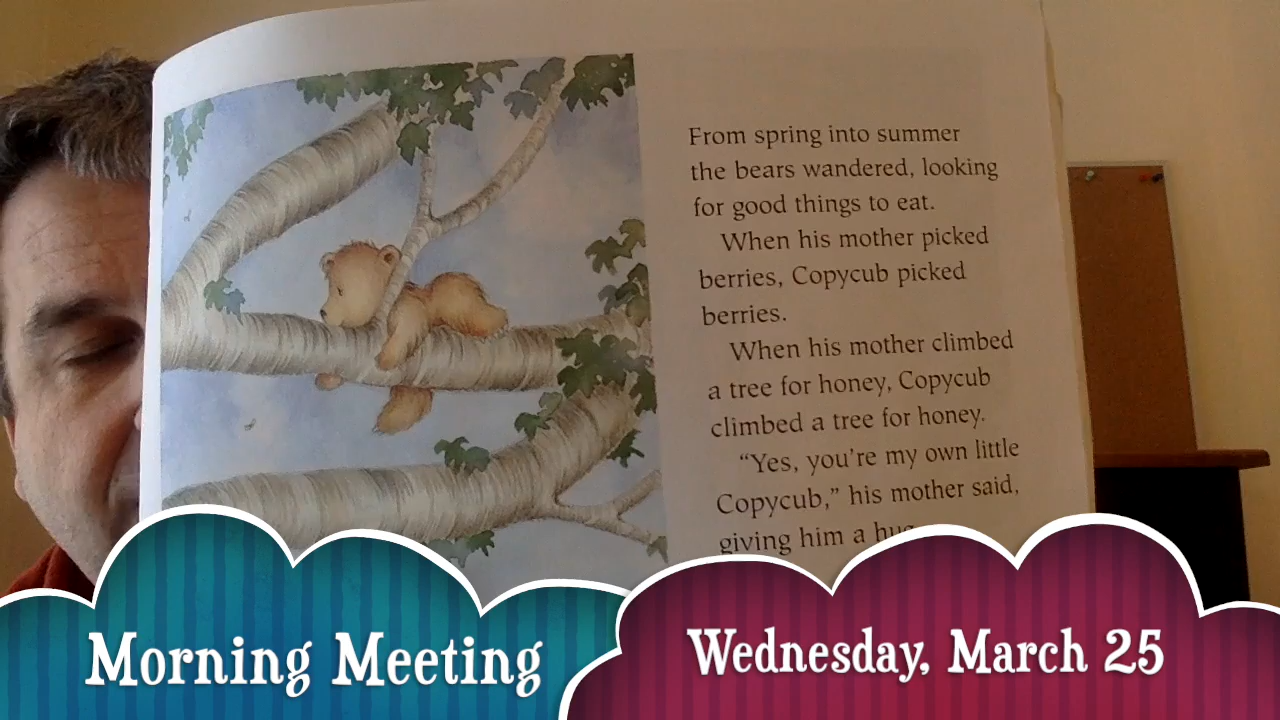 From spring into summer
the bears wandered, looking
for good things to eat.
When his mother picked
berries, Copycub picked
berries.
When his mother climbed
a tree for honey, Copycub
climbed a tree for honey.
"Yes, you're my own little
Copycub," his mother said,
giving him a hug
Morning Meeting
Wednesday, March 25